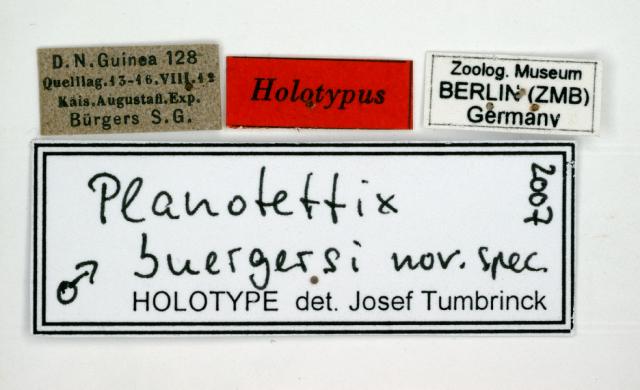 D. N. Guinea 128
Quelllag. 13-16. VIII. 12
Kais. Augustafl. Exp.
Bürgers S. G.
Holotypus
Zoolog. Museum
BERLIN (ZMB)
Germany
Planotettix
2007
♂ buergersi nov. spec.
HOLOTYPE det. Josef Tumbrinck